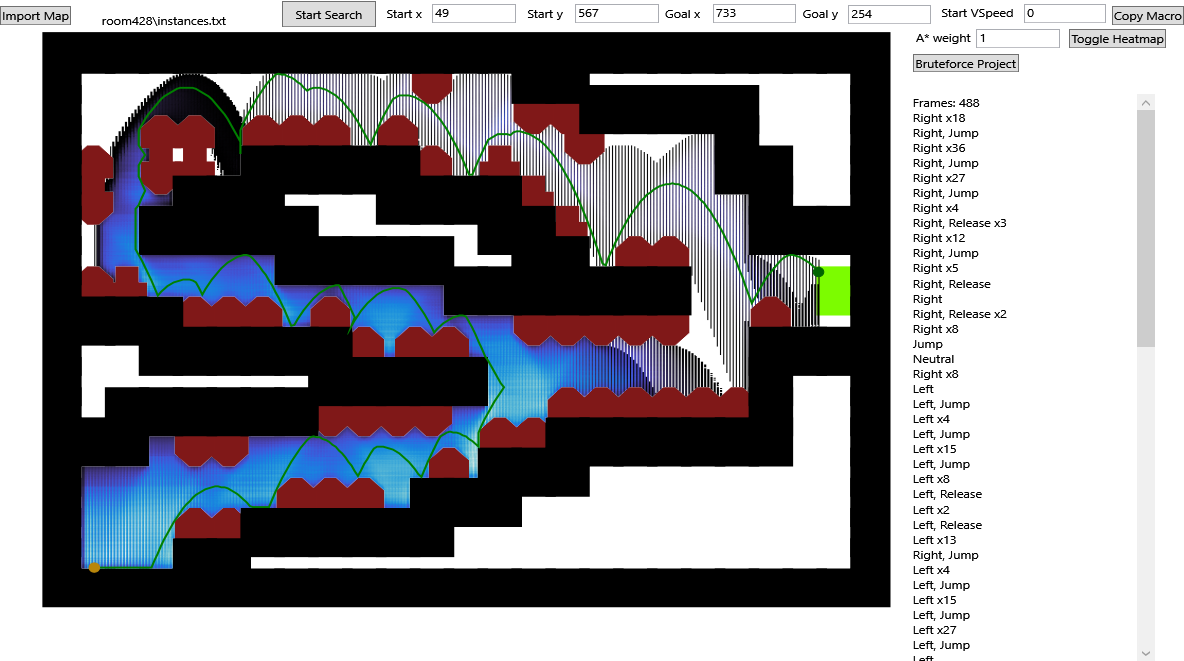 Import Map
room428\instances.txt
Start Search
Start x 49
Start y 567
Goal x 733
Goal y 254
Start VSpeed 0
Copy Macro
A* weight 1
Toggle Heatmap
Bruteforce Project
Frames: 488
Right x18
Right, Jump
Right x36
Right, Jump
Right x27
Right, Jump
Right x4
Right, Release x3
Right x12
Right, Jump
Right x5
Right, Release
Right
Right, Release x2
Right x8
Jump
Neutral
Right x8
Left
Left, Jump
Left x4
Left, Jump
Left x15
Left, Jump
Left x8
Left, Release
Left x2
Left, Release
Left x13
Right, Jump
Left x4
Left, Jump
Left x15
Left, Jump
Left x27
Left, Jump
Left